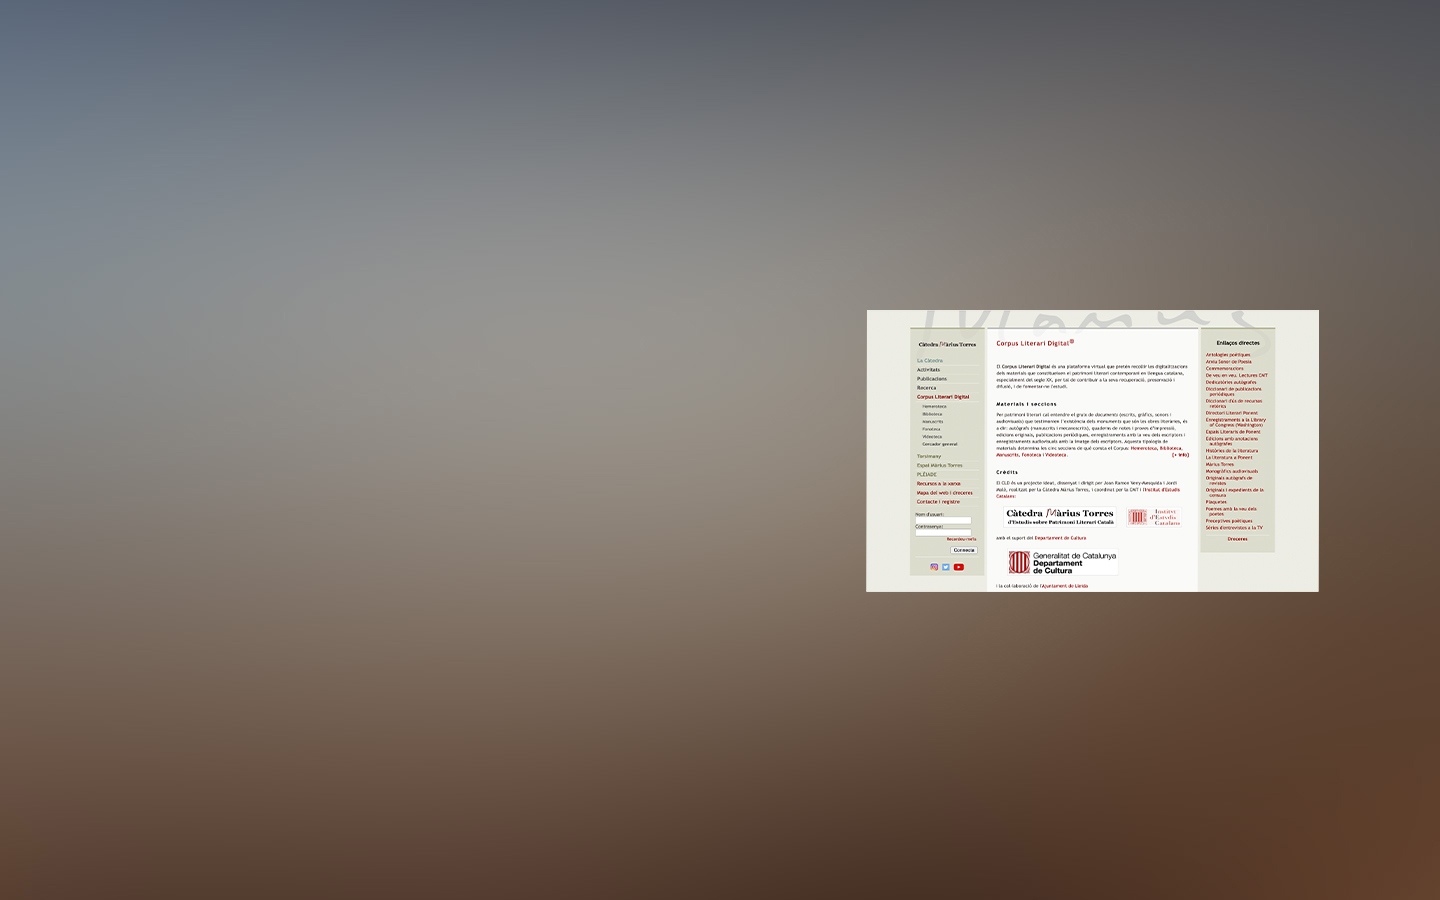 Màrius
Càtedra Màrius Torres
La Càtedra
Activitats
Publicacions
Recerca
Corpus Literari Digital
Hemeroteca
Biblioteca
Manuscrits
Fonoteca
Videoteca
Cercador general
Tersimany
Espai Màrius Torres
PLÉIADE
Recursos a la xarxa
Mapa del web i dreceres
Contacte i registre
Nom d'usuari:
Contrasenya:
Recordeu-me'ls
Connecta
Corpus Literari Digital®
El Corpus Literari Digital és una plataforma virtual que pretén recollir les digitalitzacions
dels materials que constitueixen el patrimoni literari contemporani en llengua catalana,
especialment del segle XX, per tal de contribuir a la seva recuperació, preservació i
difusió, i de fomentar-ne l'estudi.
Materials i seccions
Per patrimoni literari cal entendre el gruix de documents (escrits, gràfics, sonors i
audiovisuals) que testimonien l'existència dels monuments que són les obres literàries, és
a dir: autògrafs (manuscrits i mecanoscrits), quaderns de notes i proves d'impressió,
edicions originals, publicacions periòdiques, enregistraments amb la veu dels escriptors i
enregistraments audiovisuals amb la imatge dels escriptors. Aquesta tipologia de
materials determina les cinc seccions de què consta el Corpus: Hemeroteca, Biblioteca,
Manuscrits, Fonoteca i Videoteca. [+ info]
Crèdits
El CLD és un projecte ideat, dissenyat i dirigit per Joan Ramon Veny-Mesquida i Jordi
Malé, realitzat per la Càtedra Màrius Torres, i coordinat per la CMT i l'Institut d'Estudis
Catalans:
Càtedra Màrius Torres
d'Estudis sobre Patrimoni Literari Català
Institut
d'Estudis
Catalans
amb el suport del Departament de Cultura
Generalitat de Catalunya
Departament
de Cultura
i la col·laboració de l'Ajuntament de Lleida
Enllaços directes
Antologies poètiques
Arxiu Sonor de Poesia
Commemoracions
De veu en veu. Lectures CMT
Dedicatòries autògrafes
Diccionari de publicacions
periòdiques
Diccionari d'ús de recursos
retòrics
Directori Literari Ponent
Enregistraments a la Library
of Congress (Washington)
Espais Literaris de Ponent
Edicions amb anotacions
autògrafes
Històries de la literatura
La Literatura a Ponent
Màrius Torres
Monogràfics audiovisuals
Originals autògrafs de
revistes
Originals i expedients de la
censura
Plaquetes
Poemes amb la veu dels
poetes
Preceptives poètiques
Sèries d'entrevistes a la TV
Dreceres